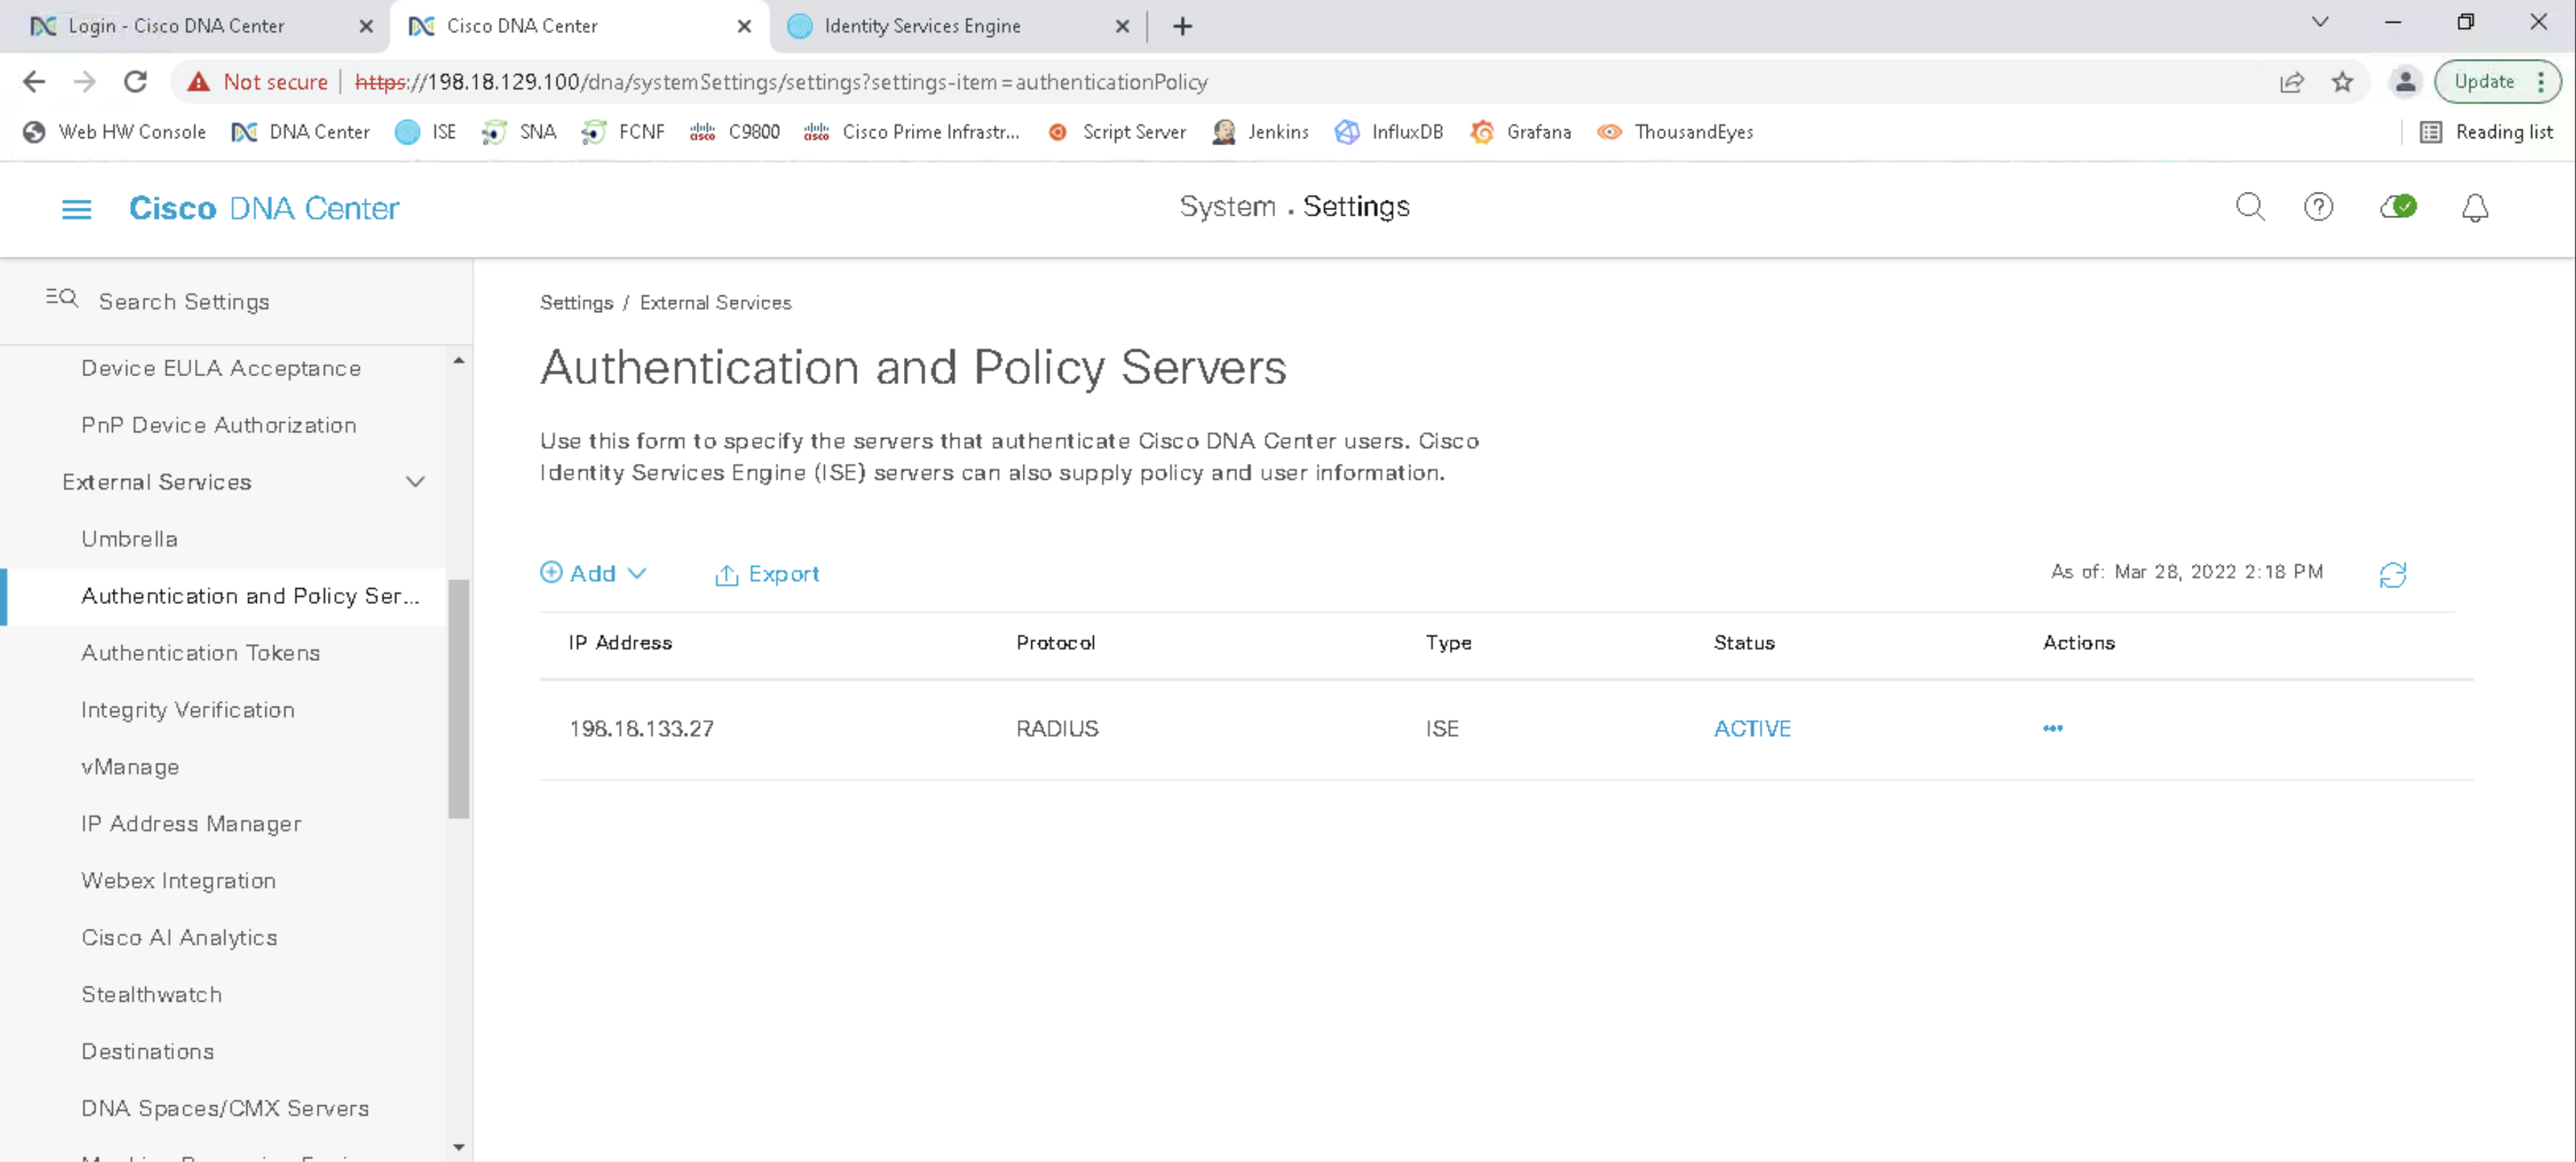 Login - Cisco DNA Center
Cisco DNA Center
Identity Services Engine
Not secure
https://198.18.129.100/dna/systemSettings/settings?settings-item=authenticationPolicy
Update
Web HW Console
DNA Center
ISE
SNA
FCNF
C9800
Cisco Prime Infrastr...
Script Server
Jenkins
InfluxDB
Grafana
ThousandEyes
Reading list
Cisco DNA Center
System . Settings
Search Settings
Device EULA Acceptance
PnP Device Authorization
External Services
Umbrella
Authentication and Policy Ser...
Authentication Tokens
Integrity Verification
vManage
IP Address Manager
Webex Integration
Cisco AI Analytics
Stealthwatch
Destinations
DNA Spaces/CMX Servers
Settings / External Services
Authentication and Policy Servers
Use this form to specify the servers that authenticate Cisco DNA Center users. Cisco
Identity Services Engine (ISE) servers can also supply policy and user information.
Add
Export
As of: Mar 28, 2022 2:18 PM
IP Address Protocol Type Status Actions
198.18.133.27 RADIUS ISE ACTIVE